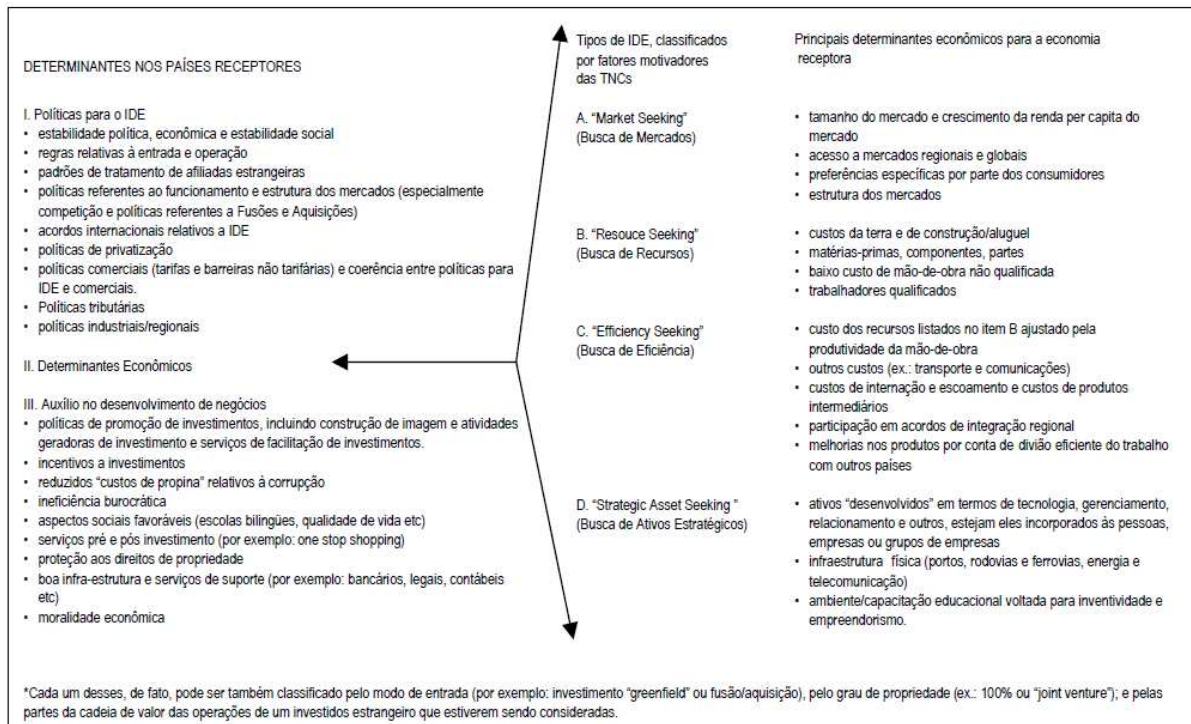 DETERMINANTES NOS PAÍSES RECEPTORES
I. Políticas para o IDE
• estabilidade política, econômica e estabilidade social
• regras relativas à entrada e operação
• padrões de tratamento de afiliadas estrangeiras
• políticas referentes ao funcionamento e estrutura dos mercados (especialmente
competição e políticas referentes a Fusões e Aquisições)
• acordos internacionais relativos a IDE
• políticas de privatização
• políticas comerciais (tarifas e barreiras não tarifárias) e coerência entre políticas para
IDE e comerciais.
• Políticas tributárias
• políticas industriais/regionais
II. Determinantes Econômicos
III. Auxílio no desenvolvimento de negócios
• políticas de promoção de investimentos, incluindo construção de imagem e atividades
geradoras de investimento e serviços de facilitação de investimentos.
• incentivos a investimentos
• reduzidos “custos de propina” relativos à corrupção
• ineficiência burocrática
• aspectos sociais favoráveis (escolas bilingües, qualidade de vida etc)
• serviços pré e pós investimento (por exemplo: one stop shopping)
• proteção aos direitos de propriedade
• boa infra-estrutura e serviços de suporte (por exemplo: bancários, legais, contábeis
etc)
• moralidade econômica
Tipos de IDE, classificados
por fatores motivadores
das TNCs
Principais determinantes econômicos para a economia
receptora
A. “Market Seeking”
(Busca de Mercados)
• tamanho do mercado e crescimento da renda per capita do
mercado
• acesso a mercados regionais e globais
• preferências específicas por parte dos consumidores
• estrutura dos mercados
B. “Resouce Seeking”
(Busca de Recursos)
• custos da terra e de construção/aluguel
• matérias-primas, componentes, partes
• baixo custo de mão-de-obra não qualificada
• trabalhadores qualificados
C. “Efficiency Seeking”
(Busca de Eficiência)
• custo dos recursos listados no item B ajustado pela
produtividade da mão-de-obra
• outros custos (ex.: transporte e comunicações)
• custos de internação e escoamento e custos de produtos
intermediários
• participação em acordos de integração regional
• melhorias nos produtos por conta de divião eficiente do trabalho
com outros países
D. “Strategic Asset Seeking ”
(Busca de Ativos Estratégicos)
• ativos “desenvolvidos” em termos de tecnologia, gerenciamento,
relacionamento e outros, estejam eles incorporados às pessoas,
empresas ou grupos de empresas
• infraestrutura física (portos, rodovias e ferrovias, energia e
telecomunicação)
• ambiente/capacitação educacional voltada para inventividade e
empreendorismo.
*Cada um desses, de fato, pode ser também classificado pelo modo de entrada (por exemplo: investimento “greenfield” ou fusão/aquisição), pelo grau de propriedade (ex.: 100% ou “joint venture”); e pelas
partes da cadeia de valor das operações de um investidos estrangeiro que estiverem sendo consideradas.